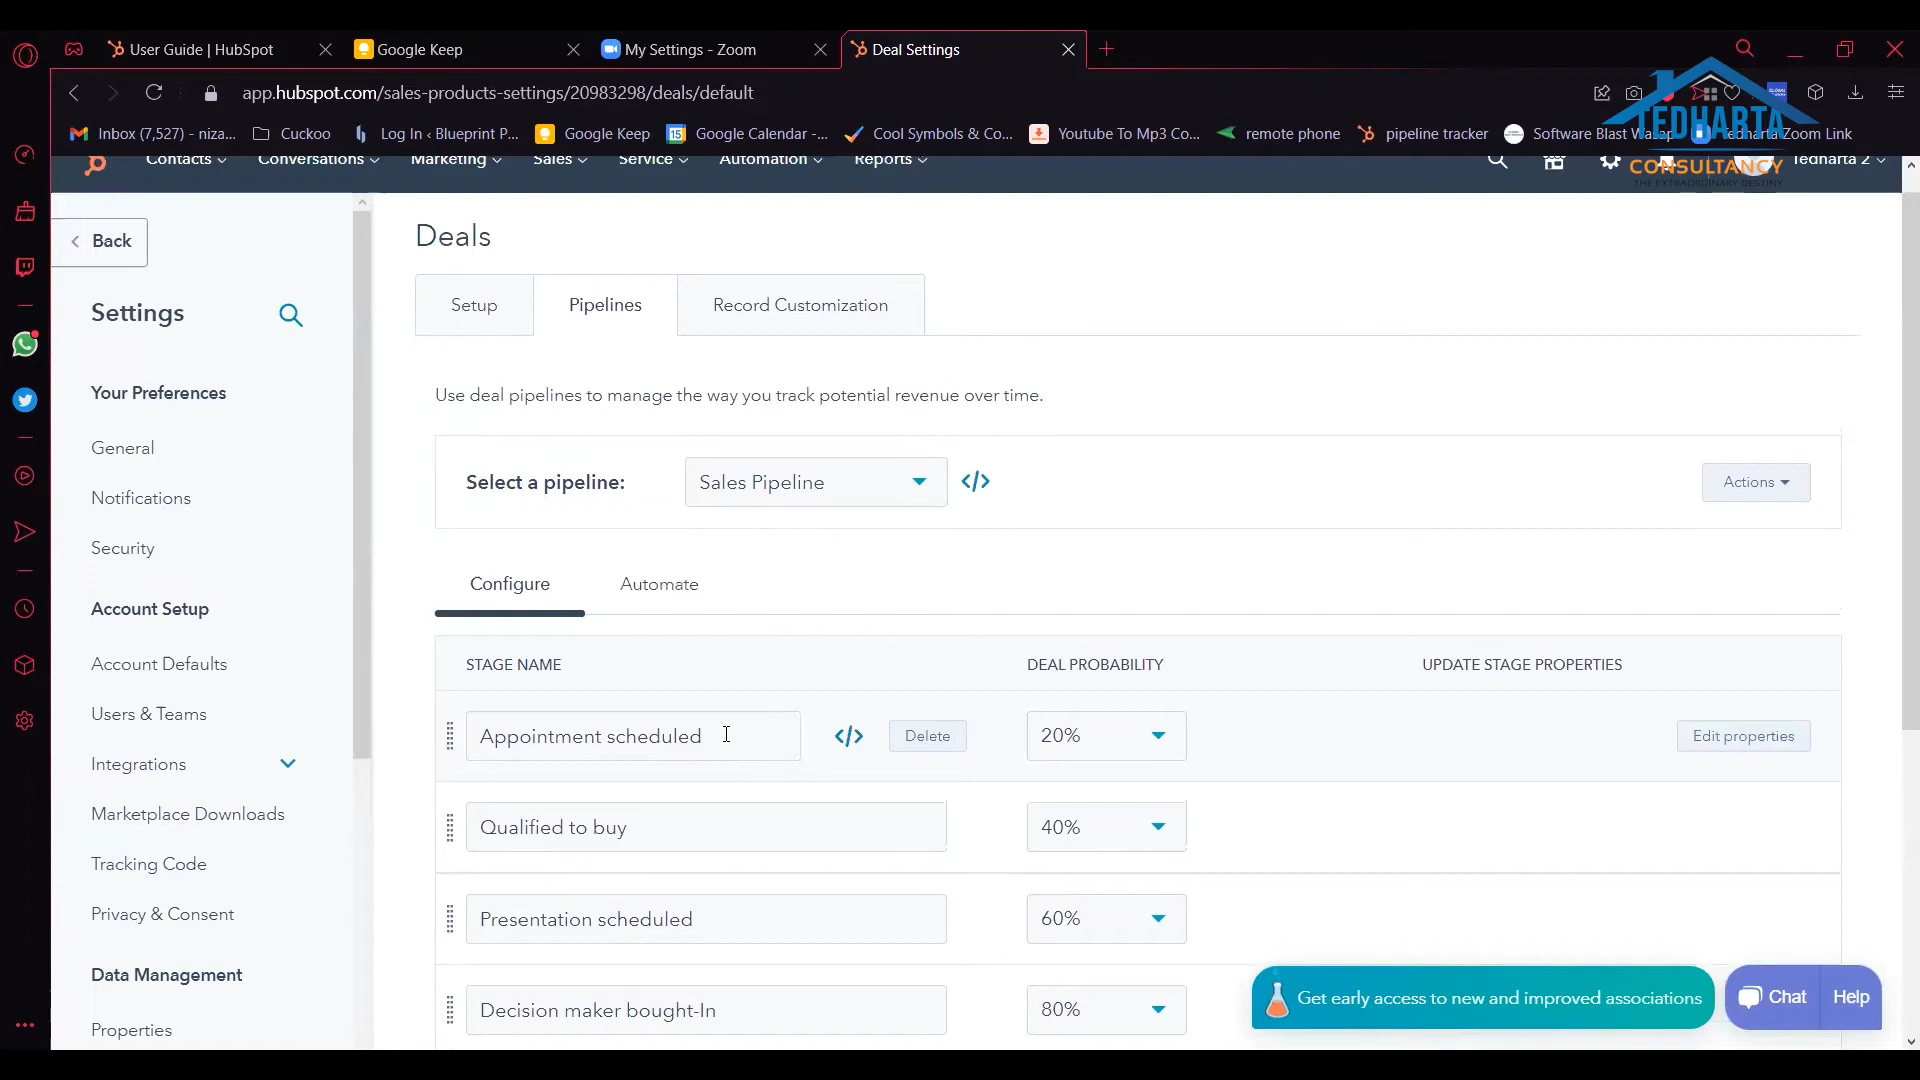 User Guide | HubSpot
Google Keep
My Settings - Zoom
Deal Settings
app.hubspot.com/sales-products-settings/20983298/deals/default
Inbox (7,527) - niza...
Cuckoo
Log In ‹ Blueprint P...
Google Keep
Google Calendar -...
Cool Symbols & Co...
Youtube To Mp3 Co...
remote phone
pipeline tracker
Software Blast Wasap
Tedharta Zoom Link
TEDHARTA
CONSULTANCY
THE EXTRAORDINARY DESTINY
Contacts
Conversations
Marketing
Sales
Service
Automation
Reports
Tedharta 2
Back
Settings
Your Preferences
General
Notifications
Security
Account Setup
Account Defaults
Users & Teams
Integrations
Marketplace Downloads
Tracking Code
Privacy & Consent
Data Management
Properties
Deals
Setup
Pipelines
Record Customization
Use deal pipelines to manage the way you track potential revenue over time.
Select a pipeline:
Sales Pipeline
</>
Actions
Configure
Automate
STAGE NAME
DEAL PROBABILITY
UPDATE STAGE PROPERTIES
Appointment scheduled
</>
Delete
20%
Edit properties
Qualified to buy
40%
Presentation scheduled
60%
Decision maker bought-In
80%
Get early access to new and improved associations
Chat
Help